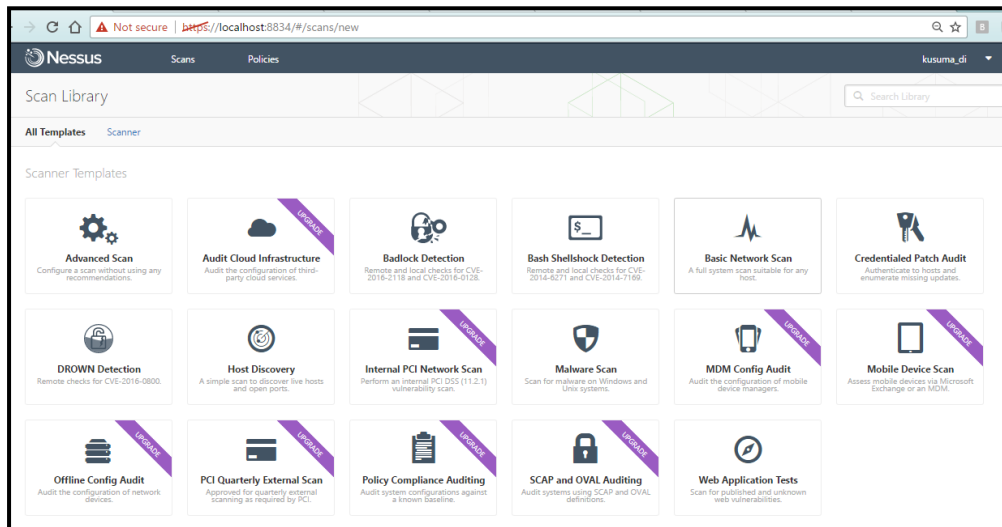 Not secure | https://localhost:8834/#/scans/new
Nessus Scans Policies kusuma_di
Scan Library Search Library
All Templates Scanner
Scanner Templates
UPGRADE
Advanced Scan
Configure a scan without using any
recommendations.
Audit Cloud Infrastructure
Audit the configuration of third-
party cloud services.
Badlock Detection
Remote and local checks for CVE-
2016-2118 and CVE-2016-0128.
$_
Bash Shellshock Detection
Remote and local checks for CVE-
2014-6271 and CVE-2014-7169.
Basic Network Scan
A full system scan suitable for any
host.
Credentialed Patch Audit
Authenticate to hosts and
enumerate missing updates.
DROWN Detection
Remote checks for CVE-2016-0800.
Host Discovery
A simple scan to discover live hosts
and open ports.
UPGRADE
Internal PCI Network Scan
Perform an internal PCI DSS (11.2.1)
vulnerability scan.
Malware Scan
Scan for malware on Windows and
Unix systems.
UPGRADE
MDM Config Audit
Audit the configuration of mobile
device managers.
UPGRADE
Mobile Device Scan
Assess mobile devices via Microsoft
Exchange or an MDM.
UPGRADE
Offline Config Audit
Audit the configuration of network
devices.
UPGRADE
PCI Quarterly External Scan
Approved for quarterly external
scanning as required by PCI.
UPGRADE
Policy Compliance Auditing
Audit system configurations against
a known baseline.
UPGRADE
SCAP and OVAL Auditing
Audit systems using SCAP and OVAL
definitions.
Web Application Tests
Scan for published and unknown
web vulnerabilities.